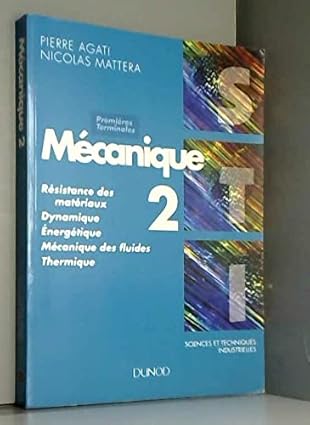 Mécanique 2
PIERRE AGATI
NICOLAS MATTERA
Premières
Terminales
Mécanique
2
Résistance des
matériaux
Dynamique
Énergétique
Mécanique des fluides
Thermique
S
T
I
SCIENCES ET TECHNIQUES
INDUSTRIELLES
DUNOD